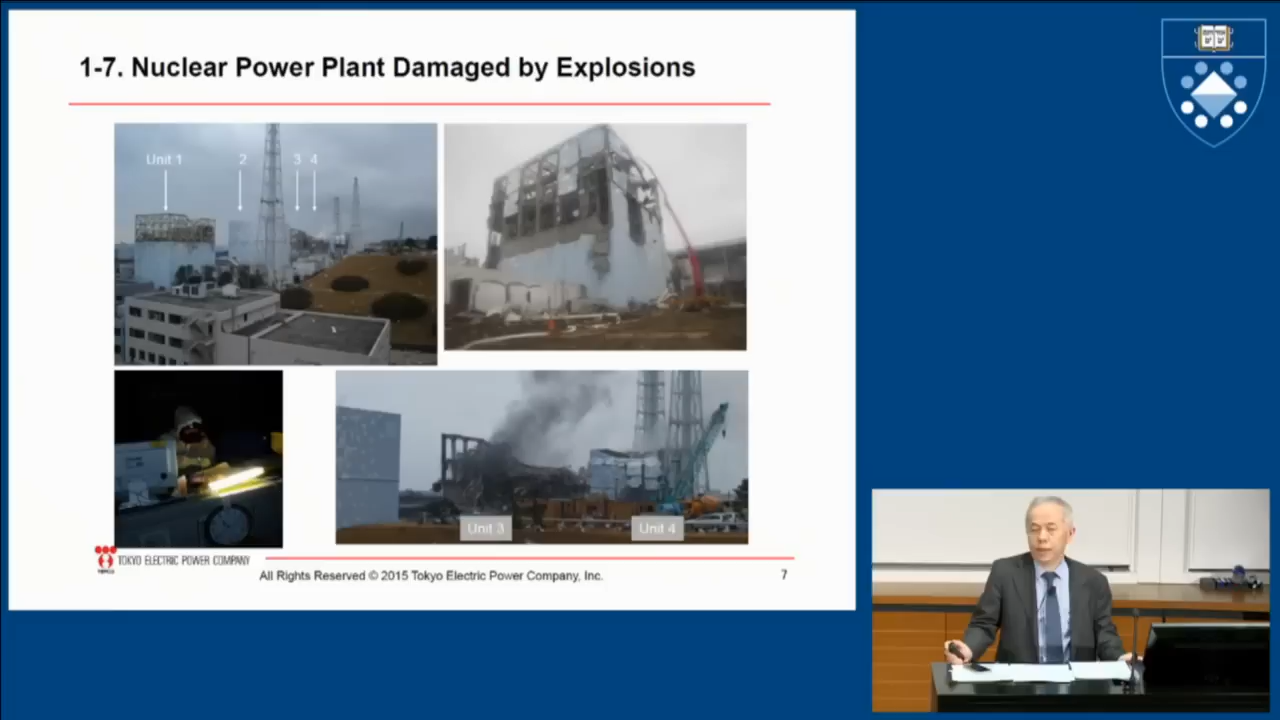 1-7. Nuclear Power Plant Damaged by Explosions
Unit 1
2
3
4
Unit 3
Unit 4
TEPCO
TOKYO ELECTRIC POWER COMPANY
All Rights Reserved © 2015 Tokyo Electric Power Company, Inc.
7